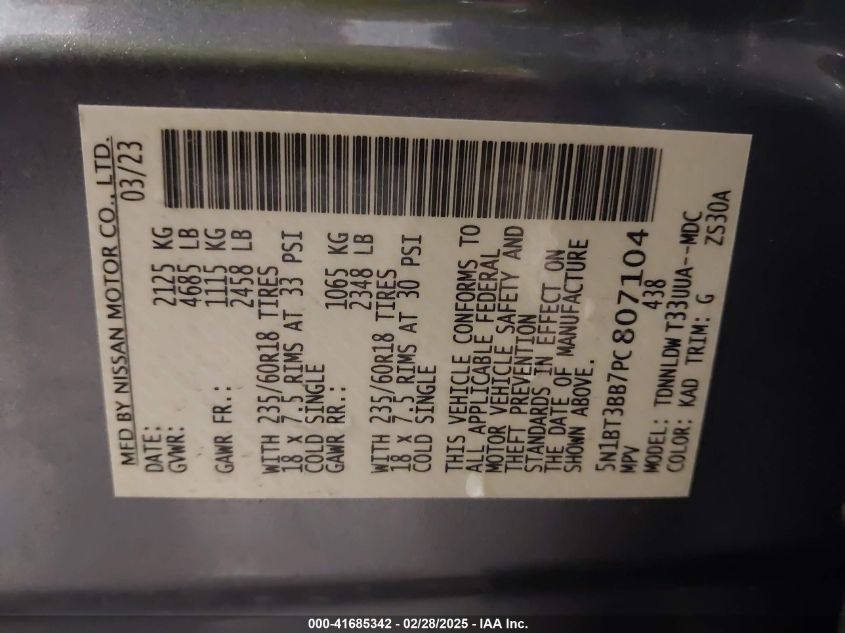 MFD BY NISSAN MOTOR CO., LTD.
DATE: 03/23
GVWR: 2125 KG
4685 LB
GAWR FR.: 1115 KG
2458 LB
WITH 235/60R18 TIRES
18 X 7.5 RIMS AT 33 PSI
COLD SINGLE
GAWR RR.: 1065 KG
2348 LB
WITH 235/60R18 TIRES
18 X 7.5 RIMS AT 30 PSI
COLD SINGLE
THIS VEHICLE CONFORMS TO
ALL APPLICABLE FEDERAL
MOTOR VEHICLE SAFETY AND
THEFT PREVENTION
STANDARDS IN EFFECT ON
THE DATE OF MANUFACTURE
SHOWN ABOVE.
5N1BT3BB7PC807104
MPV 438
MODEL: TDNNLDW T33UUA--MDC
COLOR: KAD TRIM: G ZS30A
000-41685342 - 02/28/2025 - IAA Inc.